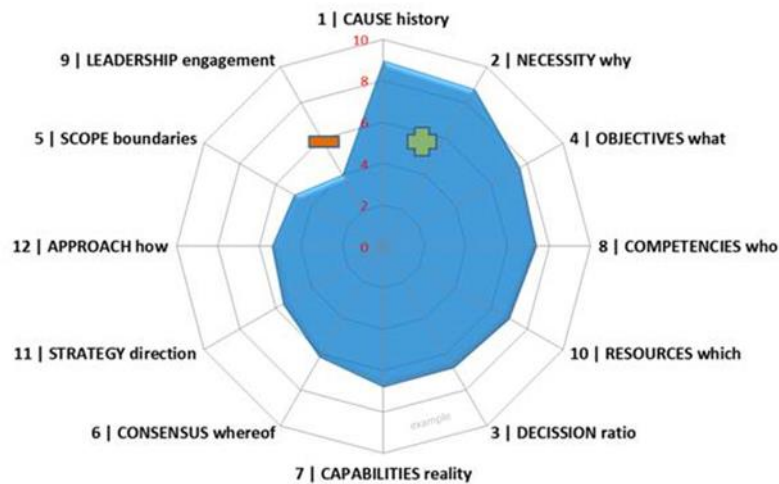 1 | CAUSE history
10
9 | LEADERSHIP engagement
2 | NECESSITY why
8
6
5 | SCOPE boundaries
4 | OBJECTIVES what
4
2
12 | APPROACH how
0
8 | COMPETENCIES who
11 | STRATEGY direction
10 | RESOURCES which
example
6 | CONSENSUS whereof
3 | DECISSION ratio
7 | CAPABILITIES reality